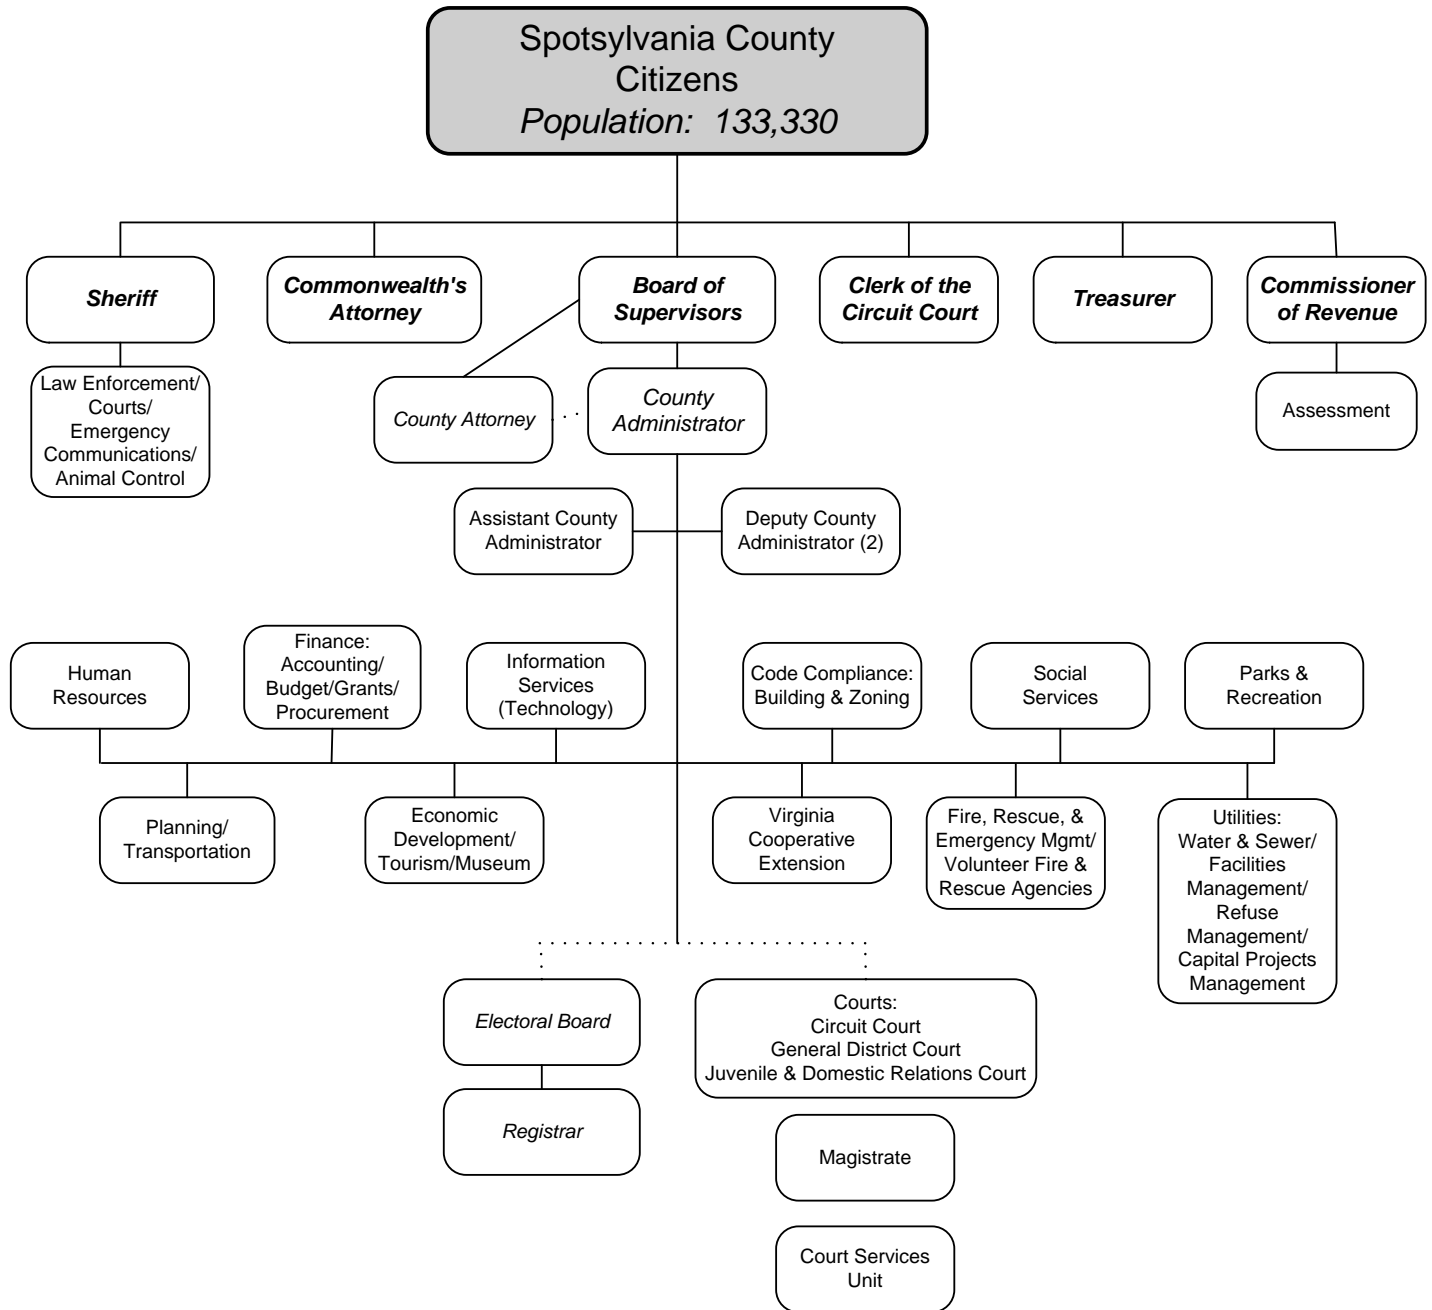 Spotsylvania County
Citizens
Population: 133,330
Sheriff
Commonwealth's
Attorney
Board of
Supervisors
Clerk of the
Circuit Court
Treasurer
Commissioner
of Revenue
Law Enforcement/
Courts/
Emergency
Communications/
Animal Control
County Attorney
County
Administrator
Assessment
Assistant County
Administrator
Deputy County
Administrator (2)
Human
Resources
Finance:
Accounting/
Budget/Grants/
Procurement
Information
Services
(Technology)
Code Compliance:
Building & Zoning
Social
Services
Parks &
Recreation
Planning/
Transportation
Economic
Development/
Tourism/Museum
Virginia
Cooperative
Extension
Fire, Rescue, &
Emergency Mgmt/
Volunteer Fire &
Rescue Agencies
Utilities:
Water & Sewer/
Facilities
Management/
Refuse
Management/
Capital Projects
Management
Electoral Board
Registrar
Courts:
Circuit Court
General District Court
Juvenile & Domestic Relations Court
Magistrate
Court Services
Unit